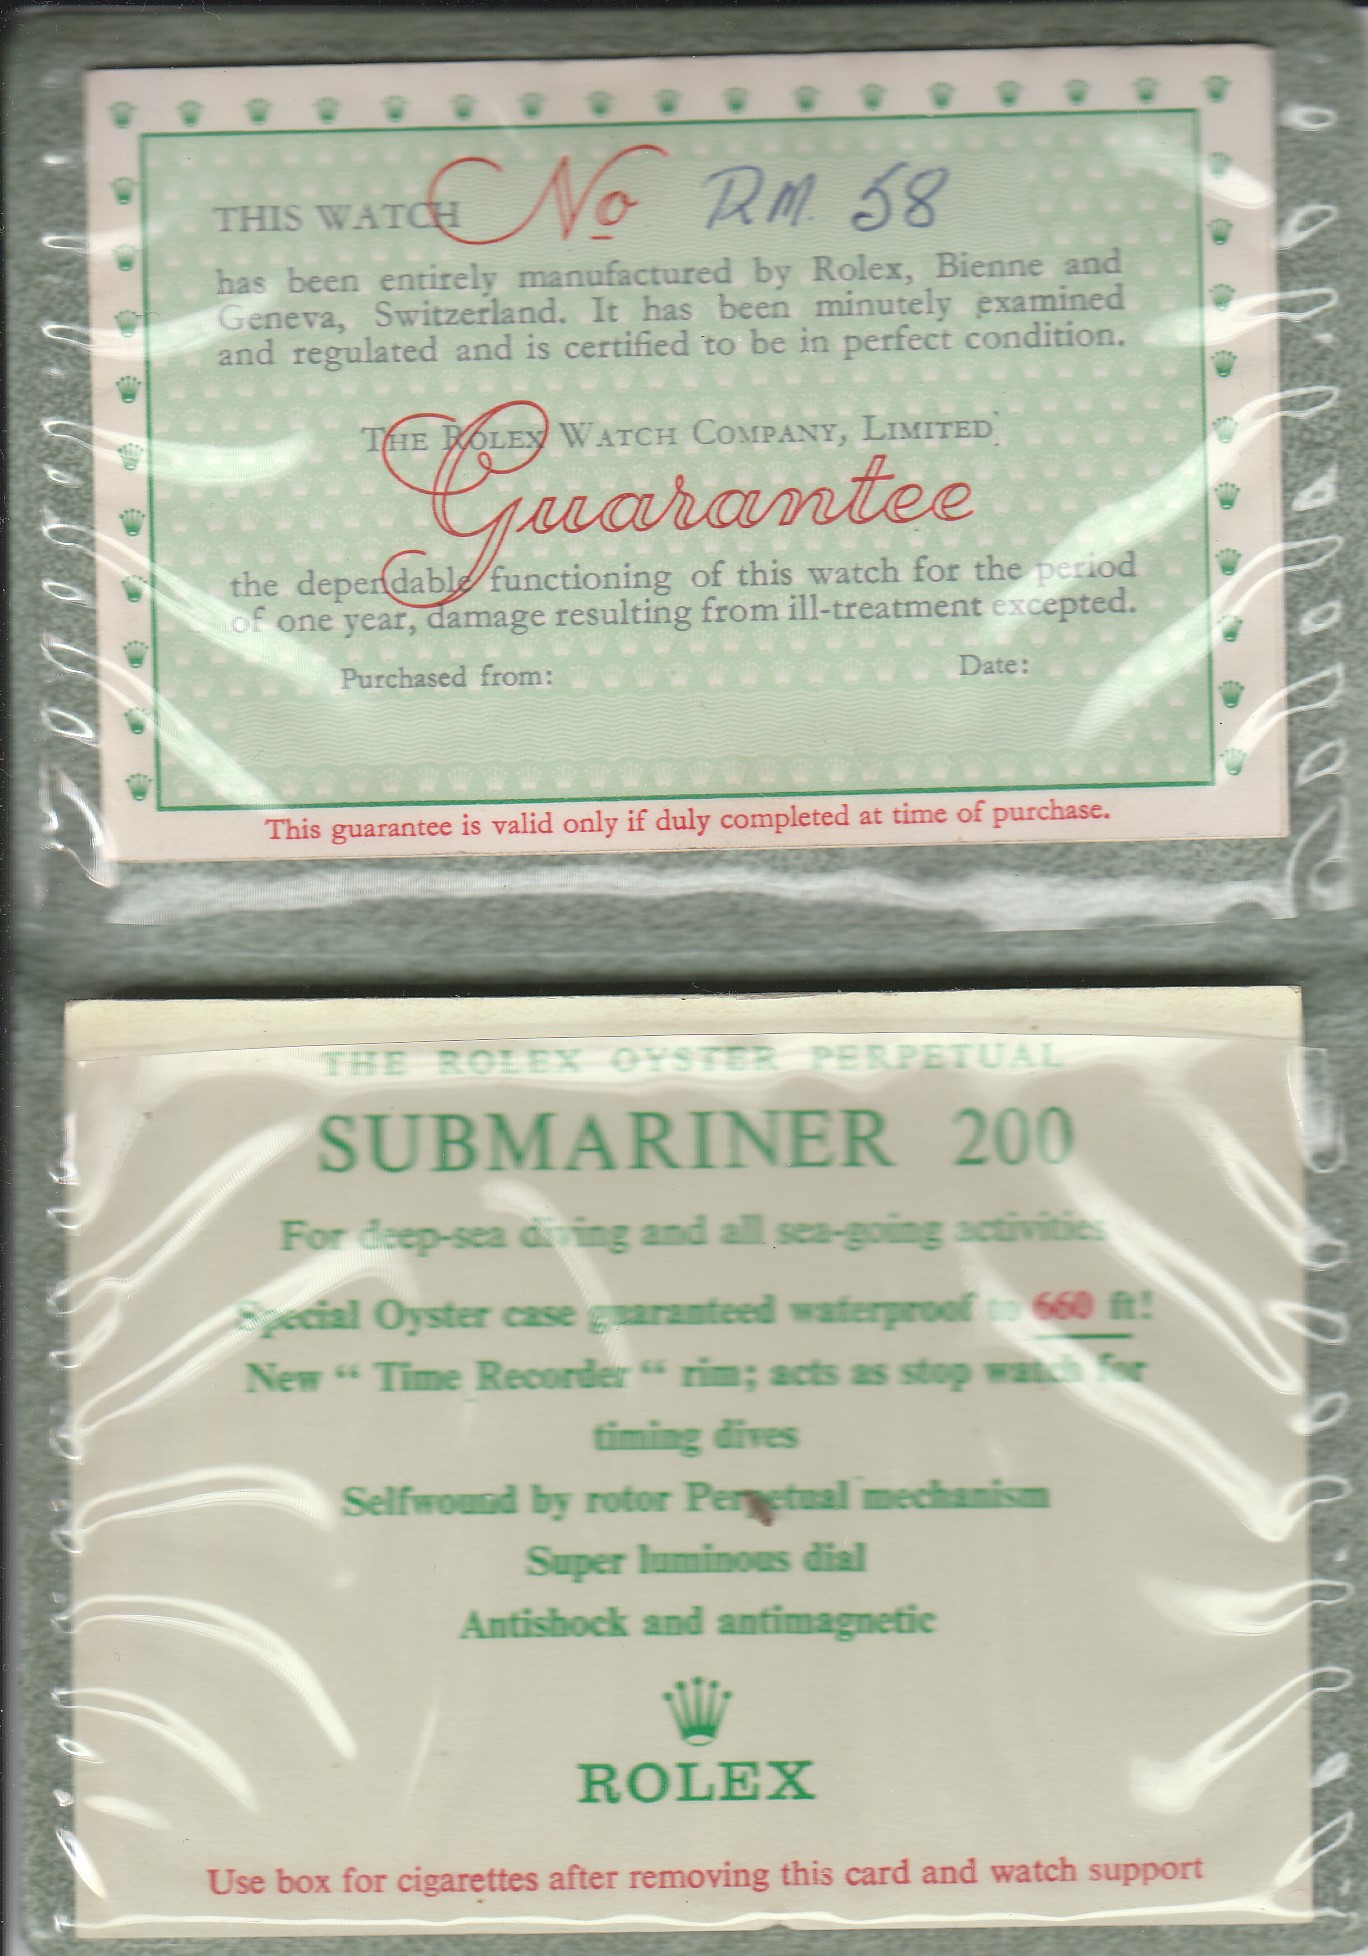 THIS WATCH No RM. 58
has been entirely manufactured by Rolex, Bienne and
Geneva, Switzerland. It has been minutely examined
and regulated and is certified to be in perfect condition.
THE ROLEX WATCH COMPANY, LIMITED.
Guarantee
the dependable functioning of this watch for the period
of one year, damage resulting from ill-treatment excepted.
Purchased from: Date:
This guarantee is valid only if duly completed at time of purchase.
THE ROLEX OYSTER PERPETUAL
SUBMARINER 200
For deep-sea diving and all sea-going activities
Special Oyster case guaranteed waterproof to 660 ft!
New “ Time Recorder “ rim; acts as stop watch for
timing dives
Selfwound by rotor Perpetual mechanism
Super luminous dial
Antishock and antimagnetic
ROLEX
Use box for cigarettes after removing this card and watch support